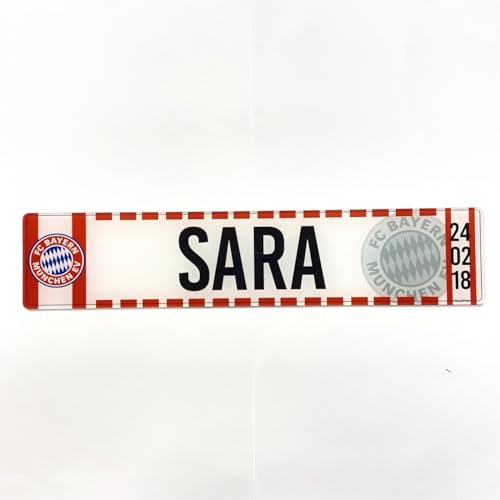 FC BAYERN
MÜNCHEN EV
SARA
FC BAYERN
MÜNCHEN EV
24
02
18